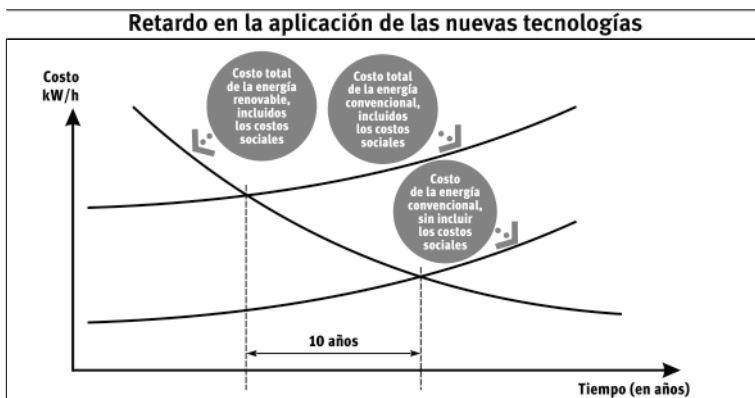 Retardo en la aplicación de las nuevas tecnologías
Costo
kW/h
Costo total
de la energía
renovable,
incluidos
los costos
sociales
Costo total
de la energía
convencional,
incluidos
los costos
sociales
Costo
de la energía
convencional,
sin incluir
los costos
sociales
10 años
Tiempo (en años)